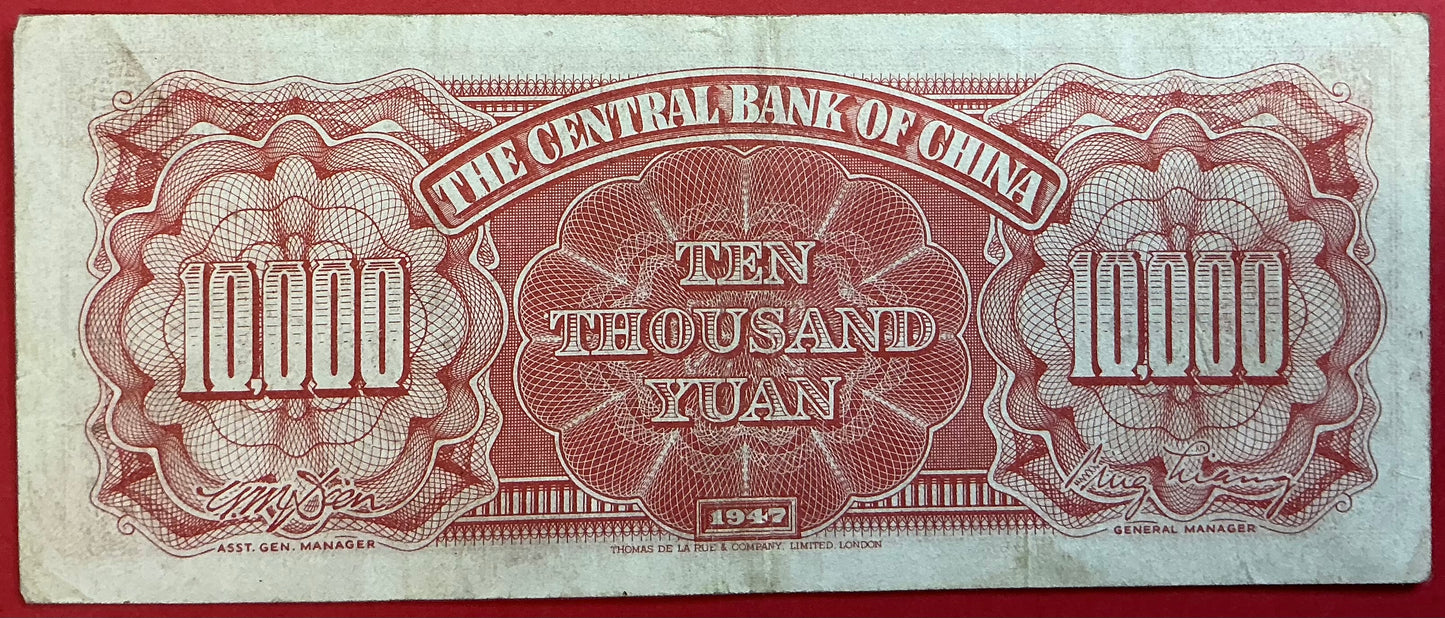 THE CENTRAL BANK OF CHINA
10,000
TEN
THOUSAND
YUAN
10,000
1947
ASST. GEN. MANAGER
GENERAL MANAGER
THOMAS DE LA RUE & COMPANY, LIMITED, LONDON